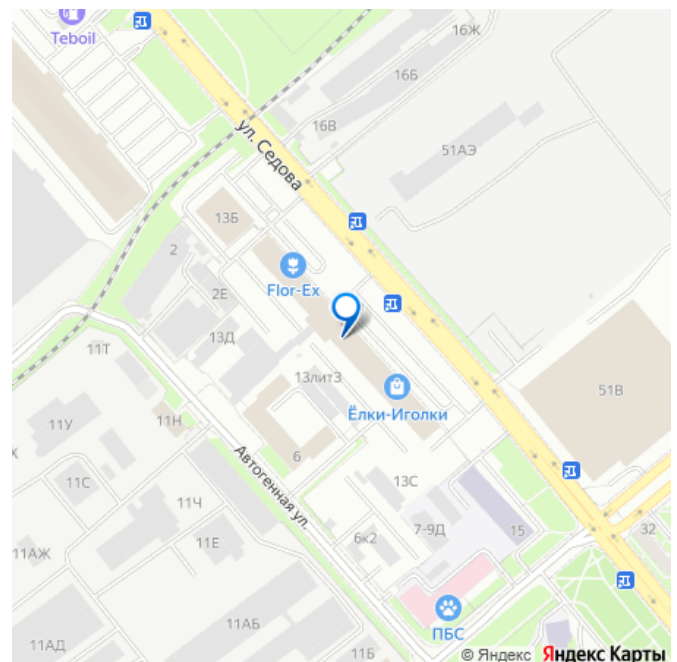 Teboil
16Ж
16Б
16В
ул. Седова
51АЭ
13Б
2
Flor-Ex
2Е
13Д
11Т
13лит3
51В
Ёлки-Иголки
11У
11Н
6
11С
Автогенная ул.
13С
11Ч
15
7-9Д
32
11Е
6к2
11АЖ
ПБС
11АБ
11АД
11Б
© Яндекс Яндекс Карты